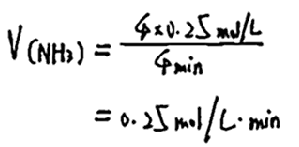 V(NH₃) = 4×0.25 mol/L / 4min
= 0.25 mol/L·min